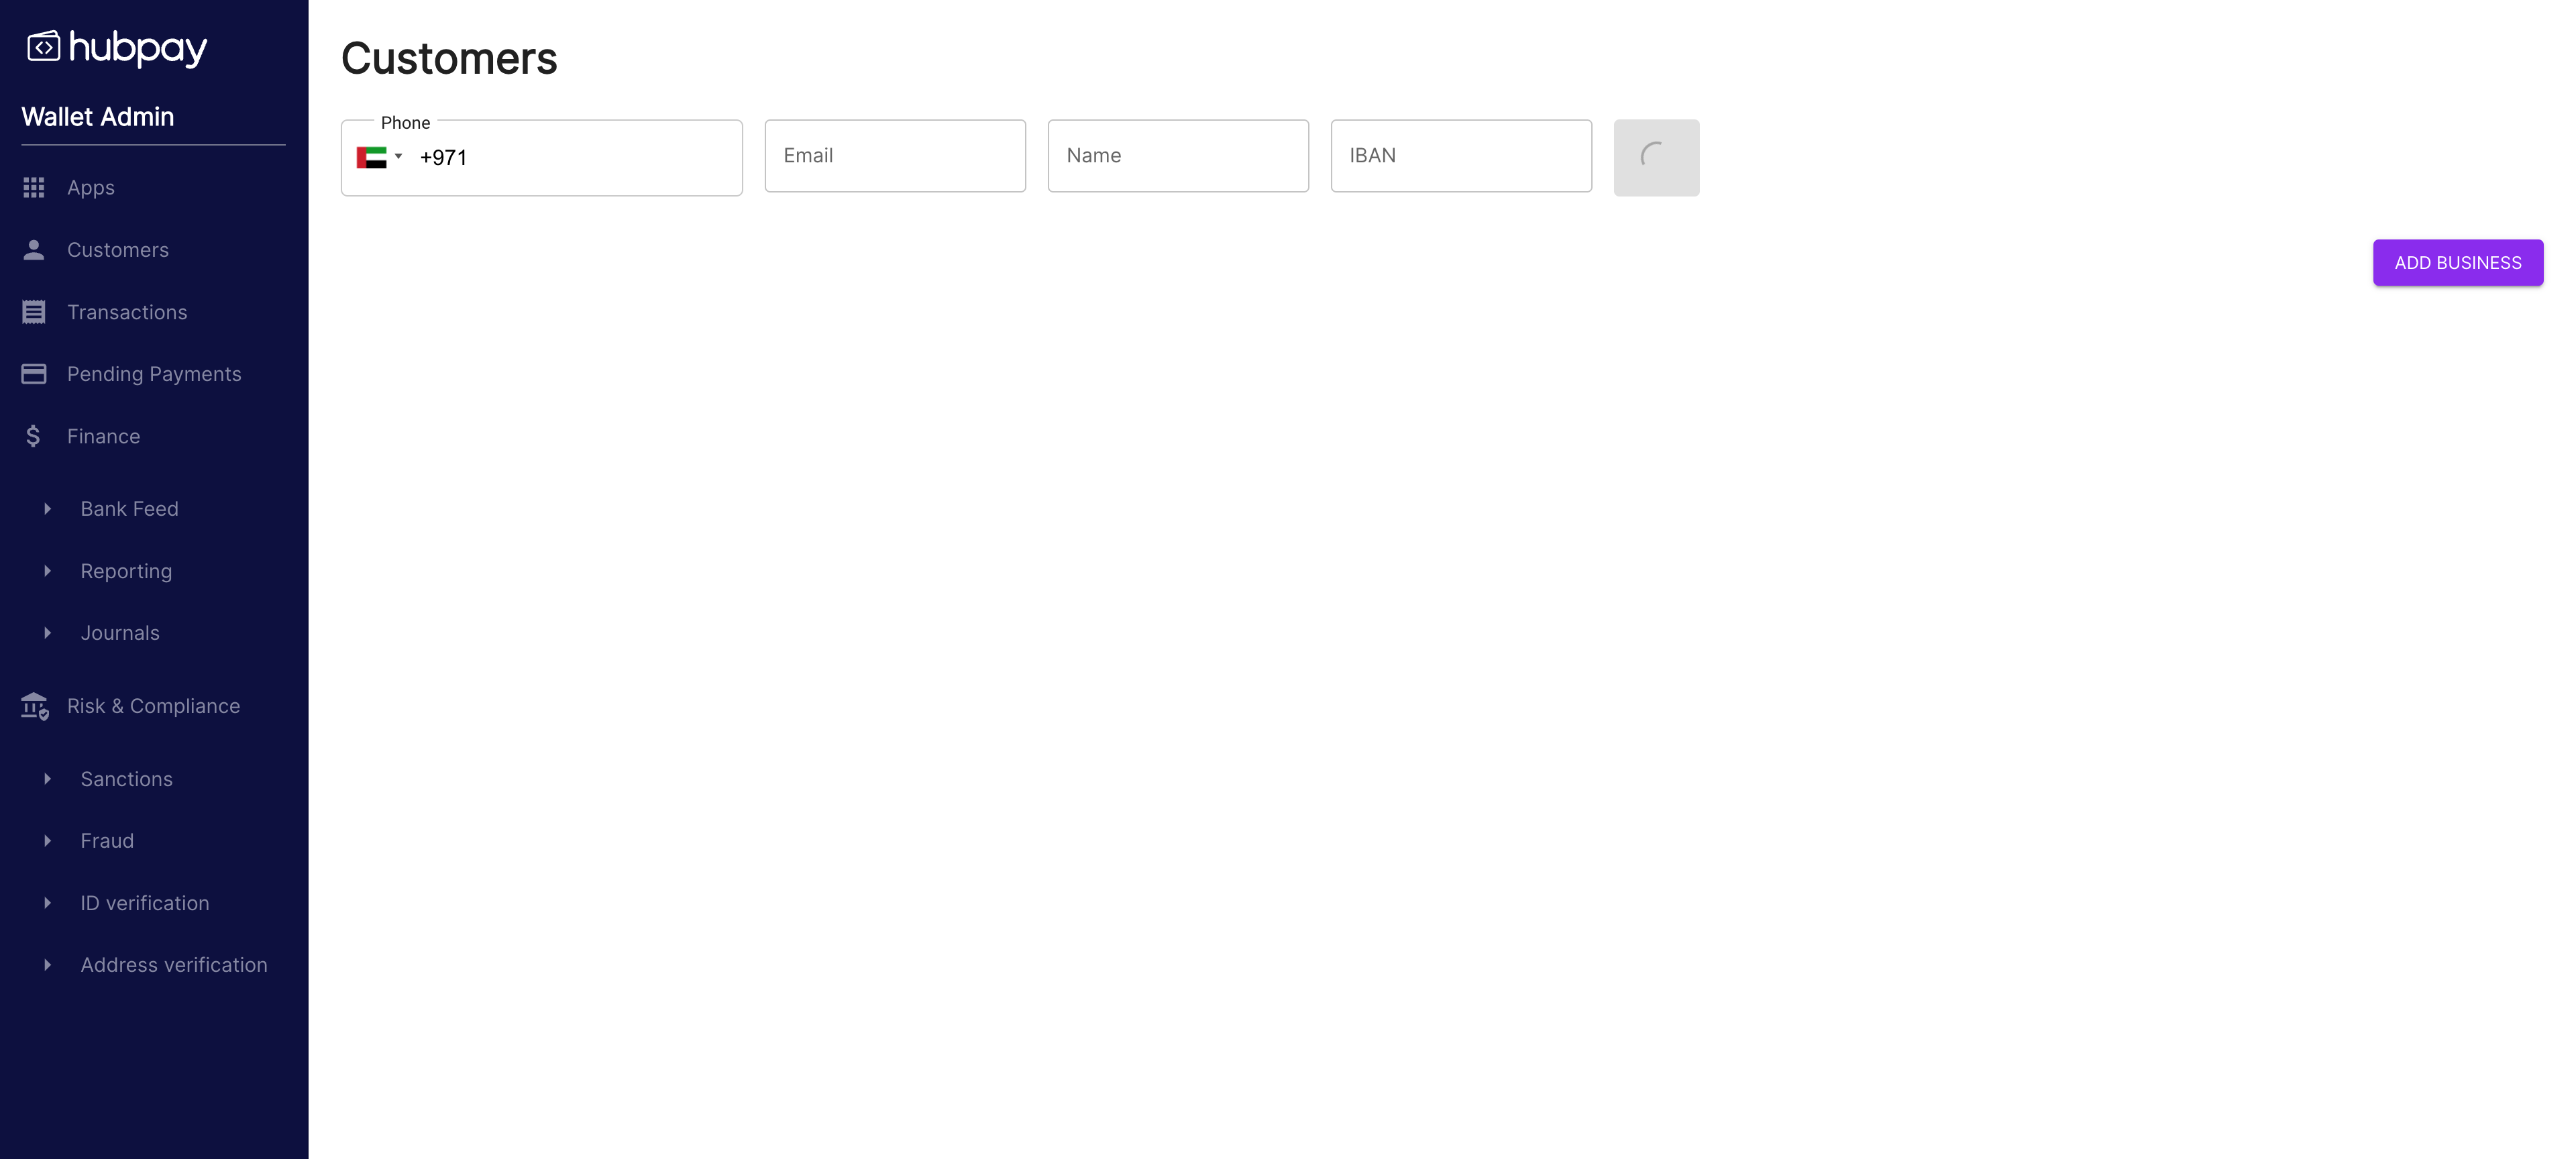 hubpay
Wallet Admin
Apps
Customers
Transactions
Pending Payments
Finance
Bank Feed
Reporting
Journals
Risk & Compliance
Sanctions
Fraud
ID verification
Address verification
Customers
Phone
+971
Email
Name
IBAN
ADD BUSINESS